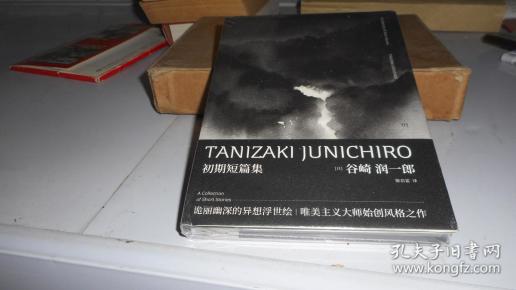 TANIZAKI JUNICHIRO
初期短篇集
[日] 谷崎 润一郎
A Collection
of Short Stories
诡丽幽深的异想浮世绘 | 唯美主义大师始创风格之作
孔夫子旧书网
kongfz.com